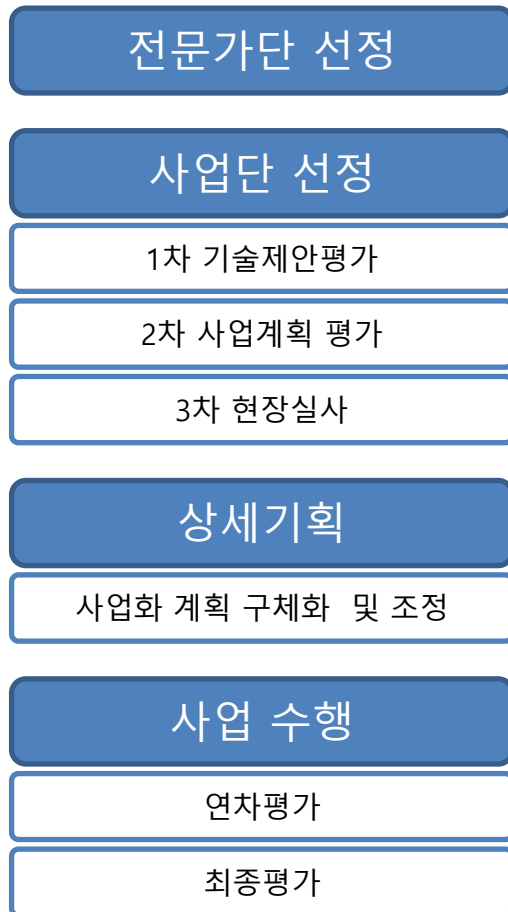 전문가단 선정
사업단 선정
1차 기술제안평가
2차 사업계획 평가
3차 현장실사
상세기획
사업화 계획 구체화 및 조정
사업 수행
연차평가
최종평가